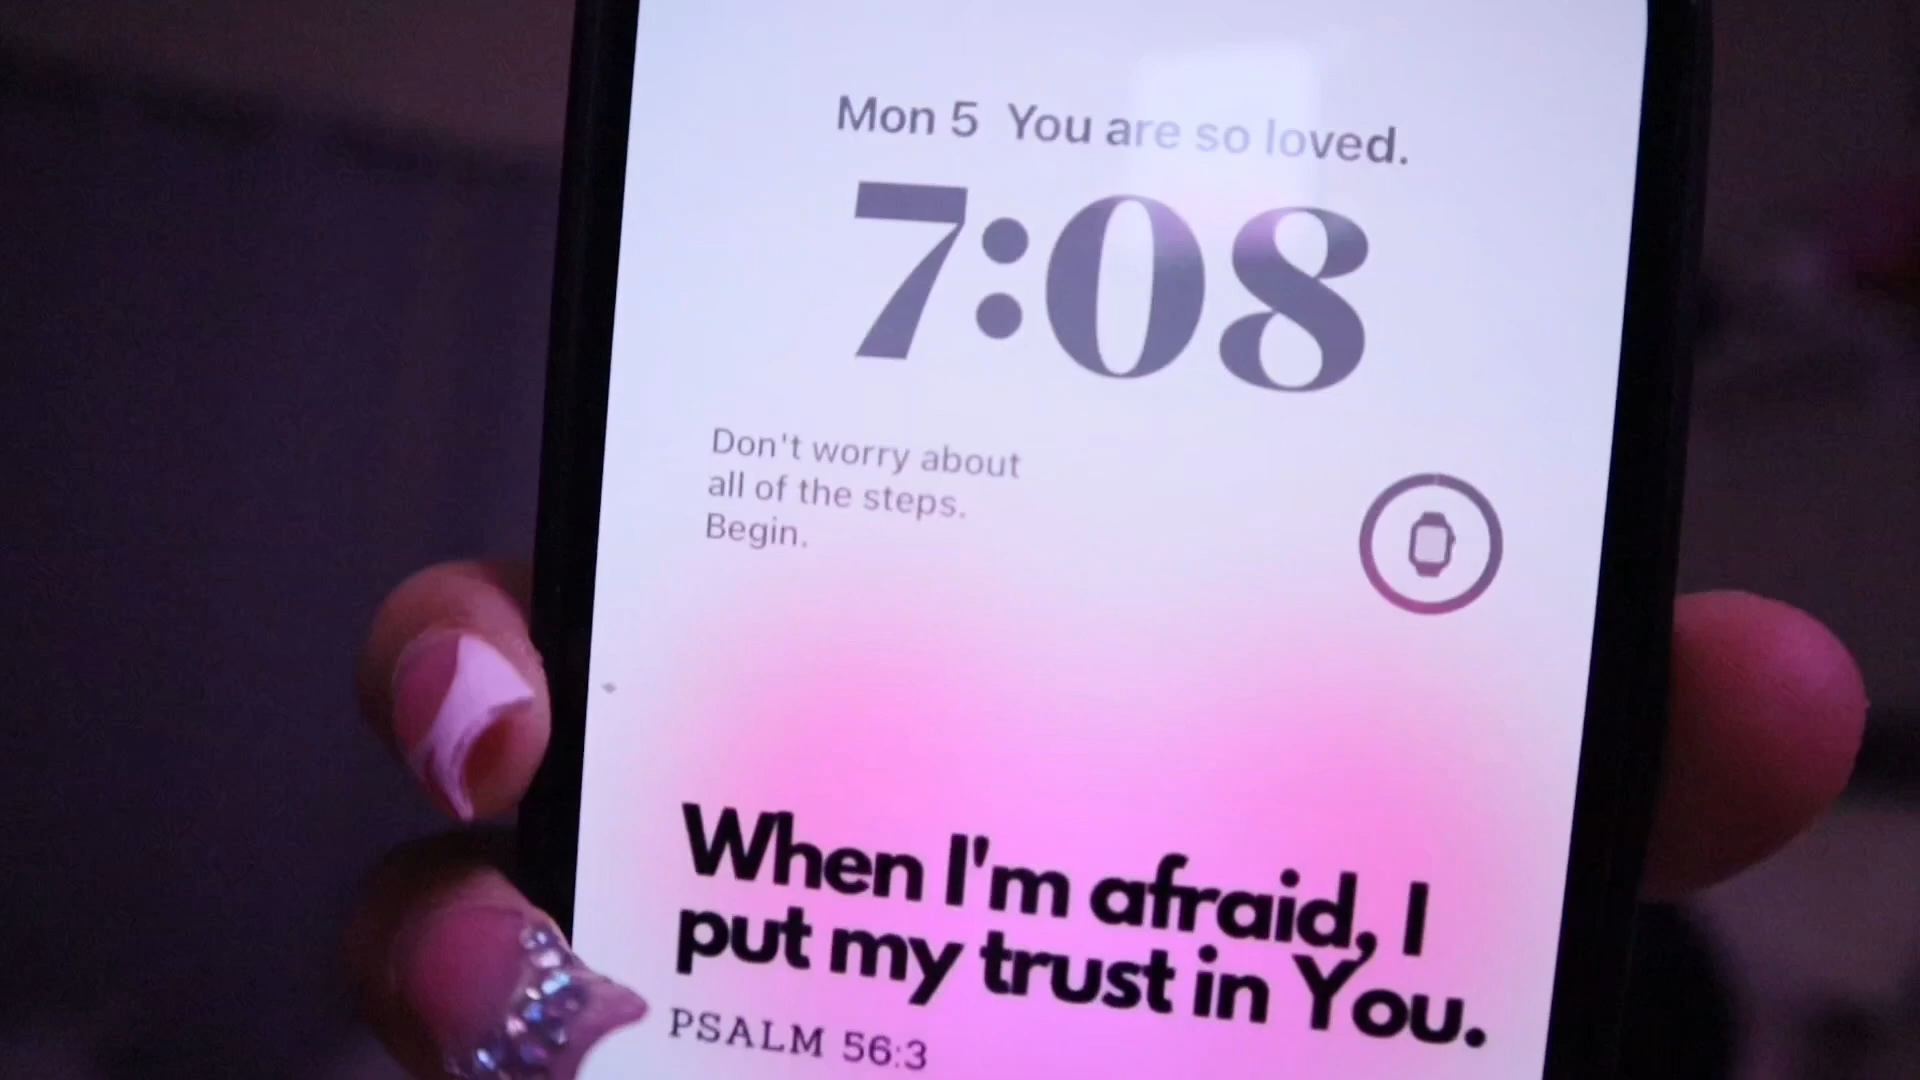 Mon 5 You are so loved.
7:08
Don't worry about
all of the steps.
Begin.
When I'm afraid, I
put my trust in You.
PSALM 56:3